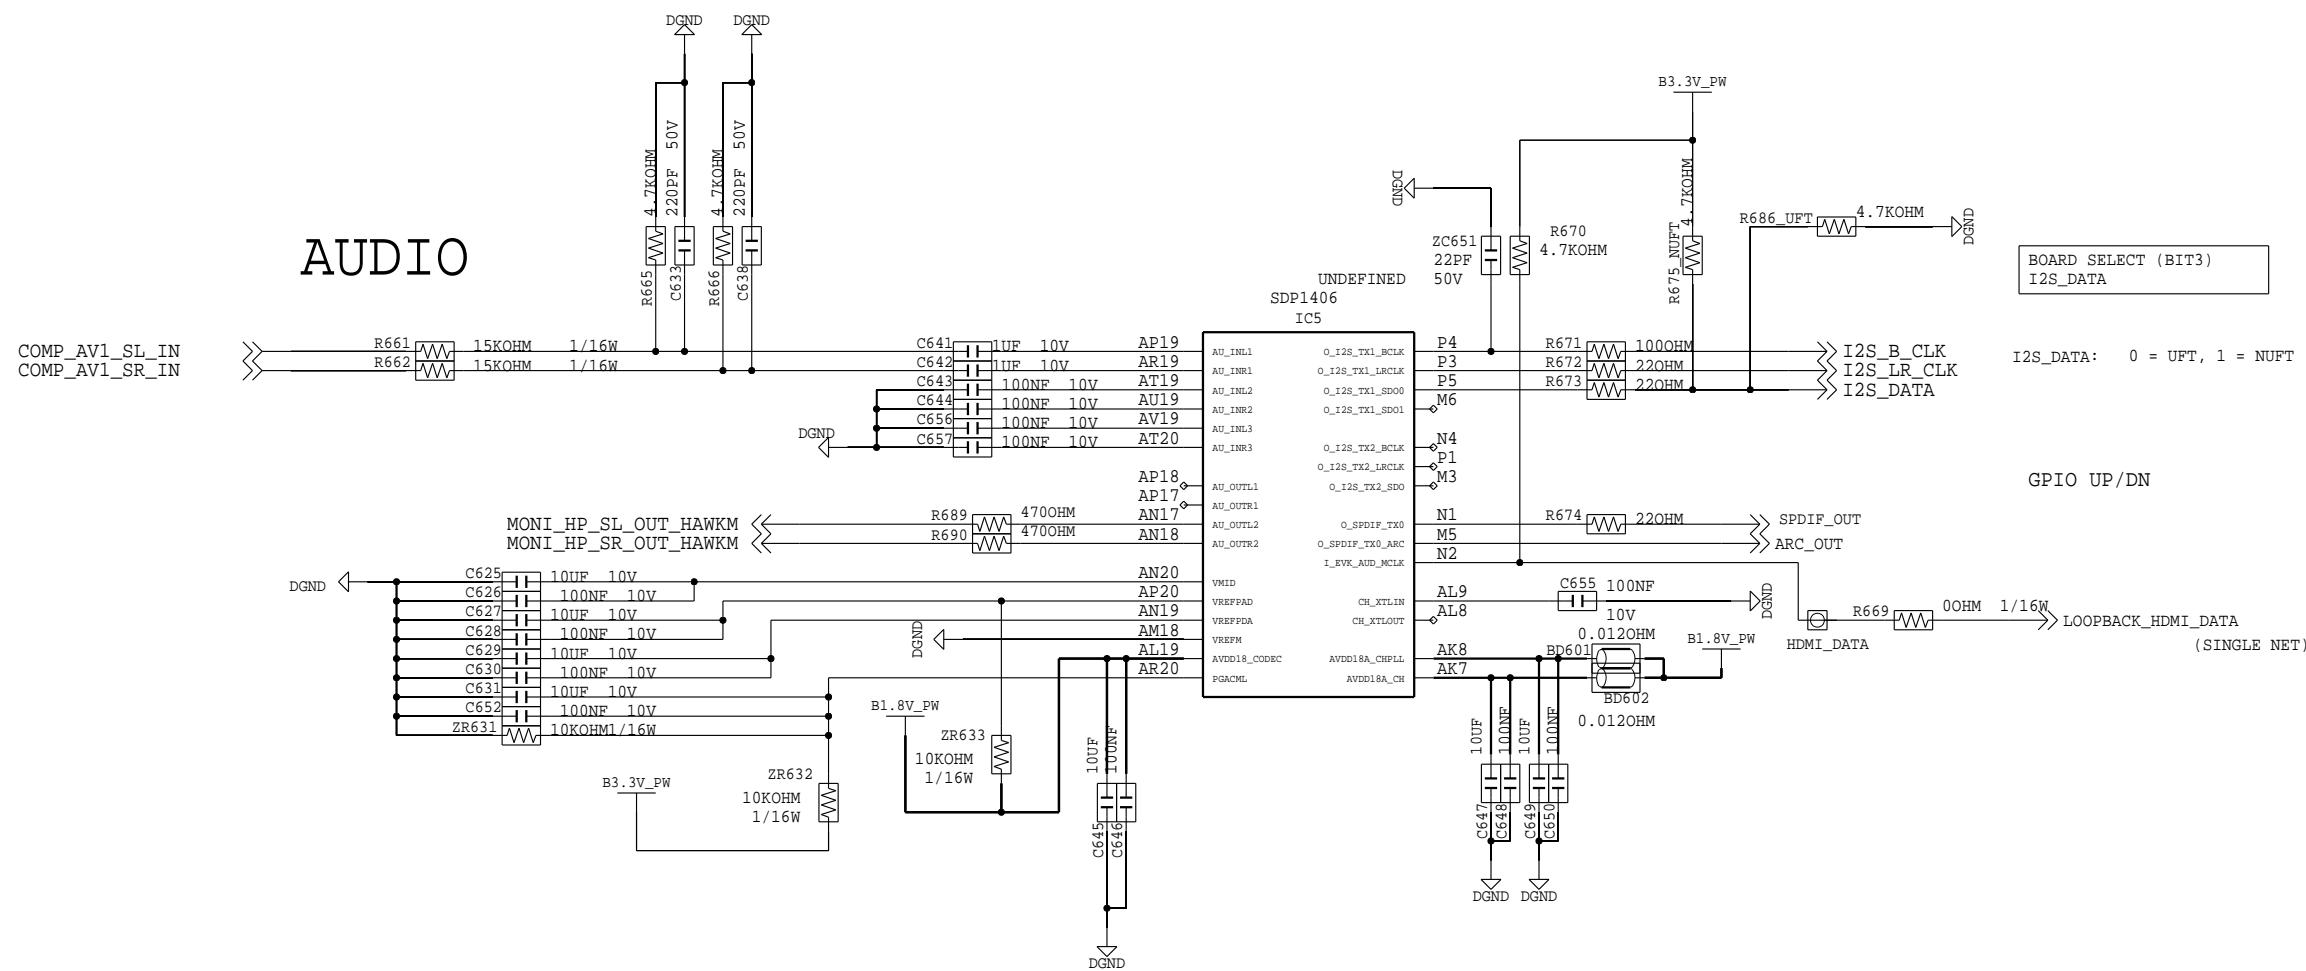 DGND
DGND
4.7KOHM
220PF 50V
4.7KOHM
220PF 50V
R665
C633
R666
C638
AUDIO
COMP_AV1_SL_IN
COMP_AV1_SR_IN
R661
15KOHM 1/16W
R662
15KOHM 1/16W
C641
1UF 10V
C642
1UF 10V
C643
100NF 10V
C644
100NF 10V
C656
100NF 10V
C657
100NF 10V
DGND
MONI_HP_SL_OUT_HAWKM
MONI_HP_SR_OUT_HAWKM
R689
470OHM
R690
470OHM
DGND
C625
10UF 10V
C626
100NF 10V
C627
10UF 10V
C628
100NF 10V
C629
10UF 10V
C630
100NF 10V
C631
10UF 10V
C652
100NF 10V
ZR631
10KOHM1/16W
DGND
B3.3V_PW
ZR632
10KOHM
1/16W
B1.8V_PW
ZR633
10KOHM
1/16W
10UF
100NF
C645
C646
DGND
UNDEFINED
SDP1406
IC5
AP19
AU_INL1
AR19
AU_INR1
AT19
AU_INL2
AU19
AU_INR2
AV19
AU_INL3
AT20
AU_INR3
AP18
AU_OUTL1
AP17
AU_OUTR1
AN17
AU_OUTL2
AN18
AU_OUTR2
AN20
VMID
AP20
VREFPAD
AN19
VREFPDA
AM18
VREFM
AL19
AVDD18_CODEC
AR20
PGACML
O_I2S_TX1_BCLK
P4
O_I2S_TX1_LRCLK
P3
O_I2S_TX1_SDO0
P5
O_I2S_TX1_SDO1
M6
O_I2S_TX2_BCLK
N4
O_I2S_TX2_LRCLK
P1
O_I2S_TX2_SDO
M3
O_SPDIF_TX0
N1
O_SPDIF_TX0_ARC
M5
I_EVK_AUD_MCLK
N2
CH_XTLIN
AL9
CH_XTLOUT
AL8
AVDD18A_CHPLL
AK8
AVDD18A_CH
AK7
DGND
ZC651
22PF
50V
R670
4.7KOHM
B3.3V_PW
4.7KOHM
R675_NUFT
R686_UFT
4.7KOHM
DGND
BOARD SELECT (BIT3)
I2S_DATA
R671
100OHM
I2S_B_CLK
R672
22OHM
I2S_LR_CLK
R673
22OHM
I2S_DATA
I2S_DATA: 0 = UFT, 1 = NUFT
GPIO UP/DN
R674
22OHM
SPDIF_OUT
ARC_OUT
C655
100NF
10V
DGND
HDMI_DATA
R669
0OHM 1/16W
LOOPBACK_HDMI_DATA
(SINGLE NET)
0.012OHM
BD601
BD602
0.012OHM
B1.8V_PW
10UF
100NF
10UF
100NF
C647
C648
C649
C650
DGND
DGND